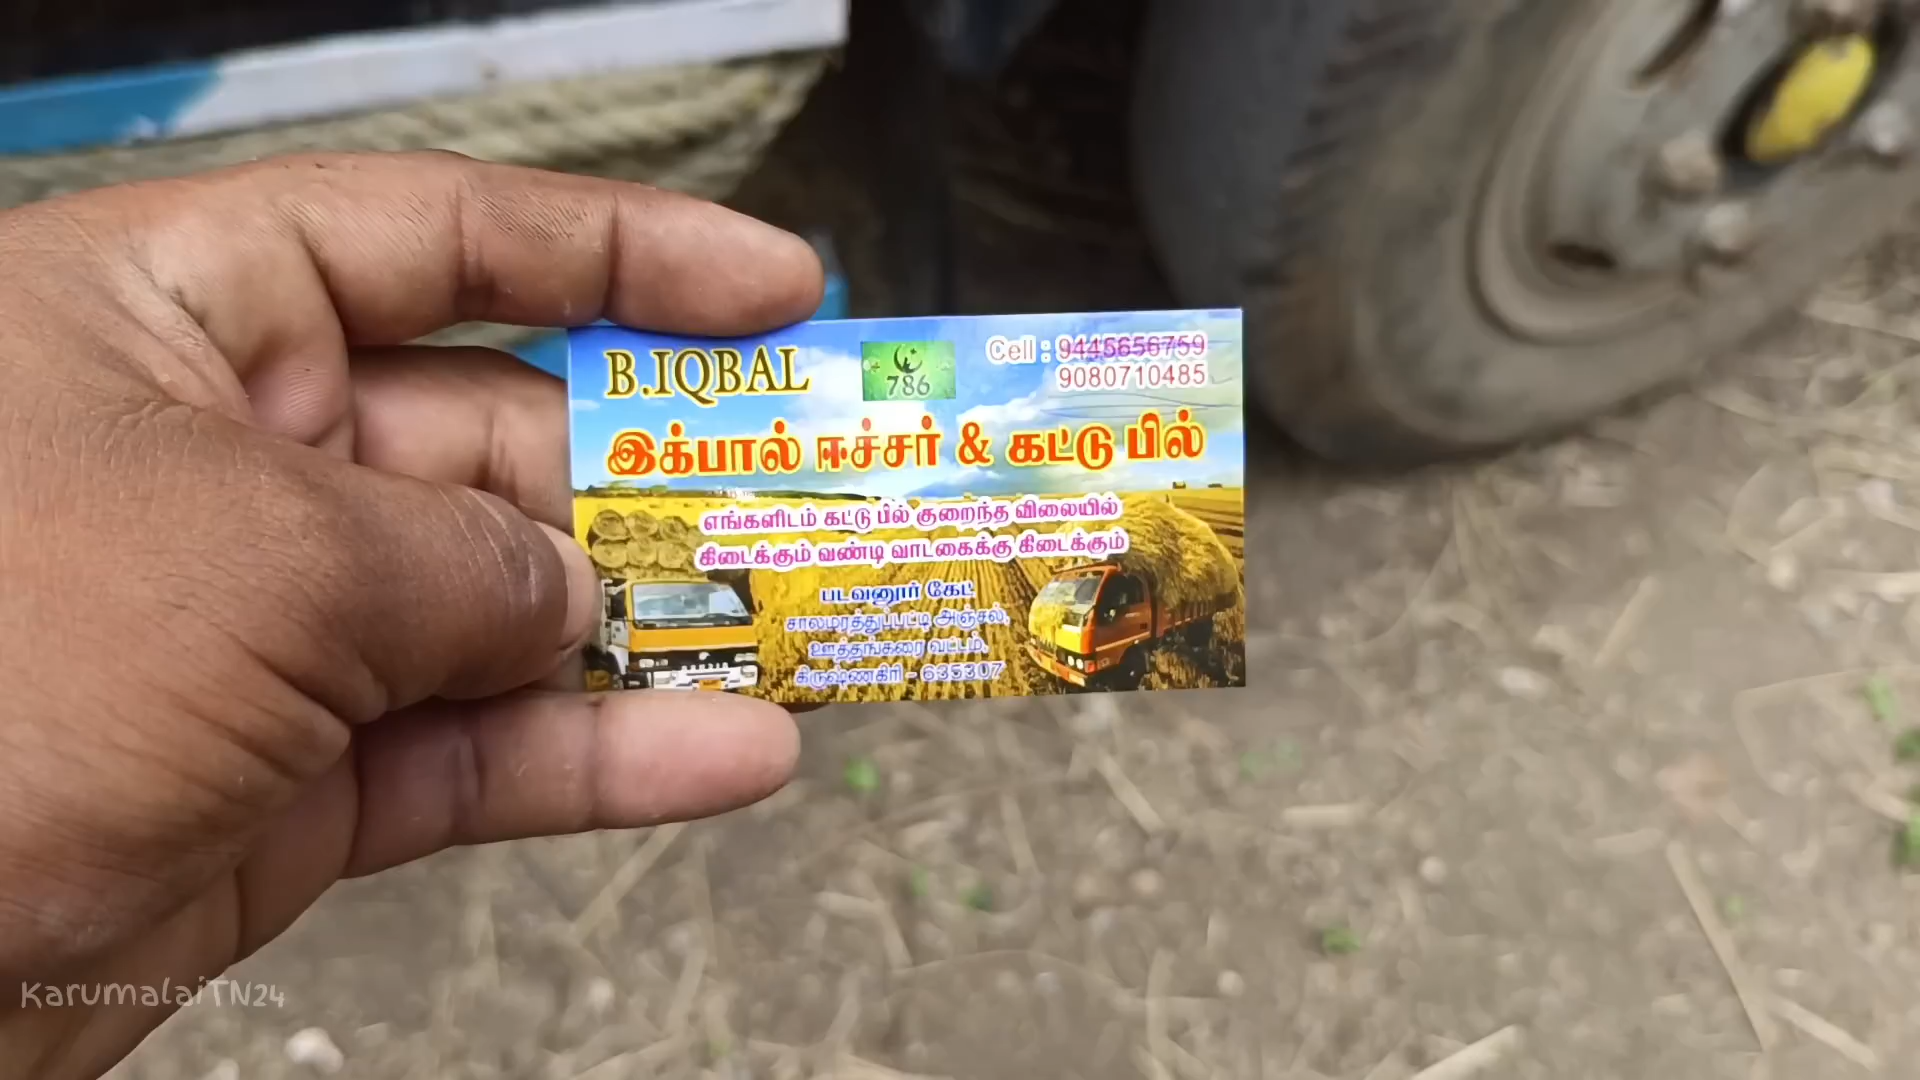 B.IQBAL
786
Cell : 9445656759
9080710485
இக்பால் ஈச்சர் & கட்டு பில்
எங்களிடம் கட்டு பில் குறைந்த விலையில்
கிடைக்கும் வண்டி வாடகைக்கு கிடைக்கும்
படவனூர் கேட்
சாலமரத்துப்பட்டி அஞ்சல்,
ஊத்தங்கரை வட்டம்,
கிருஷ்ணகிரி - 635307
KarumalaiTN24